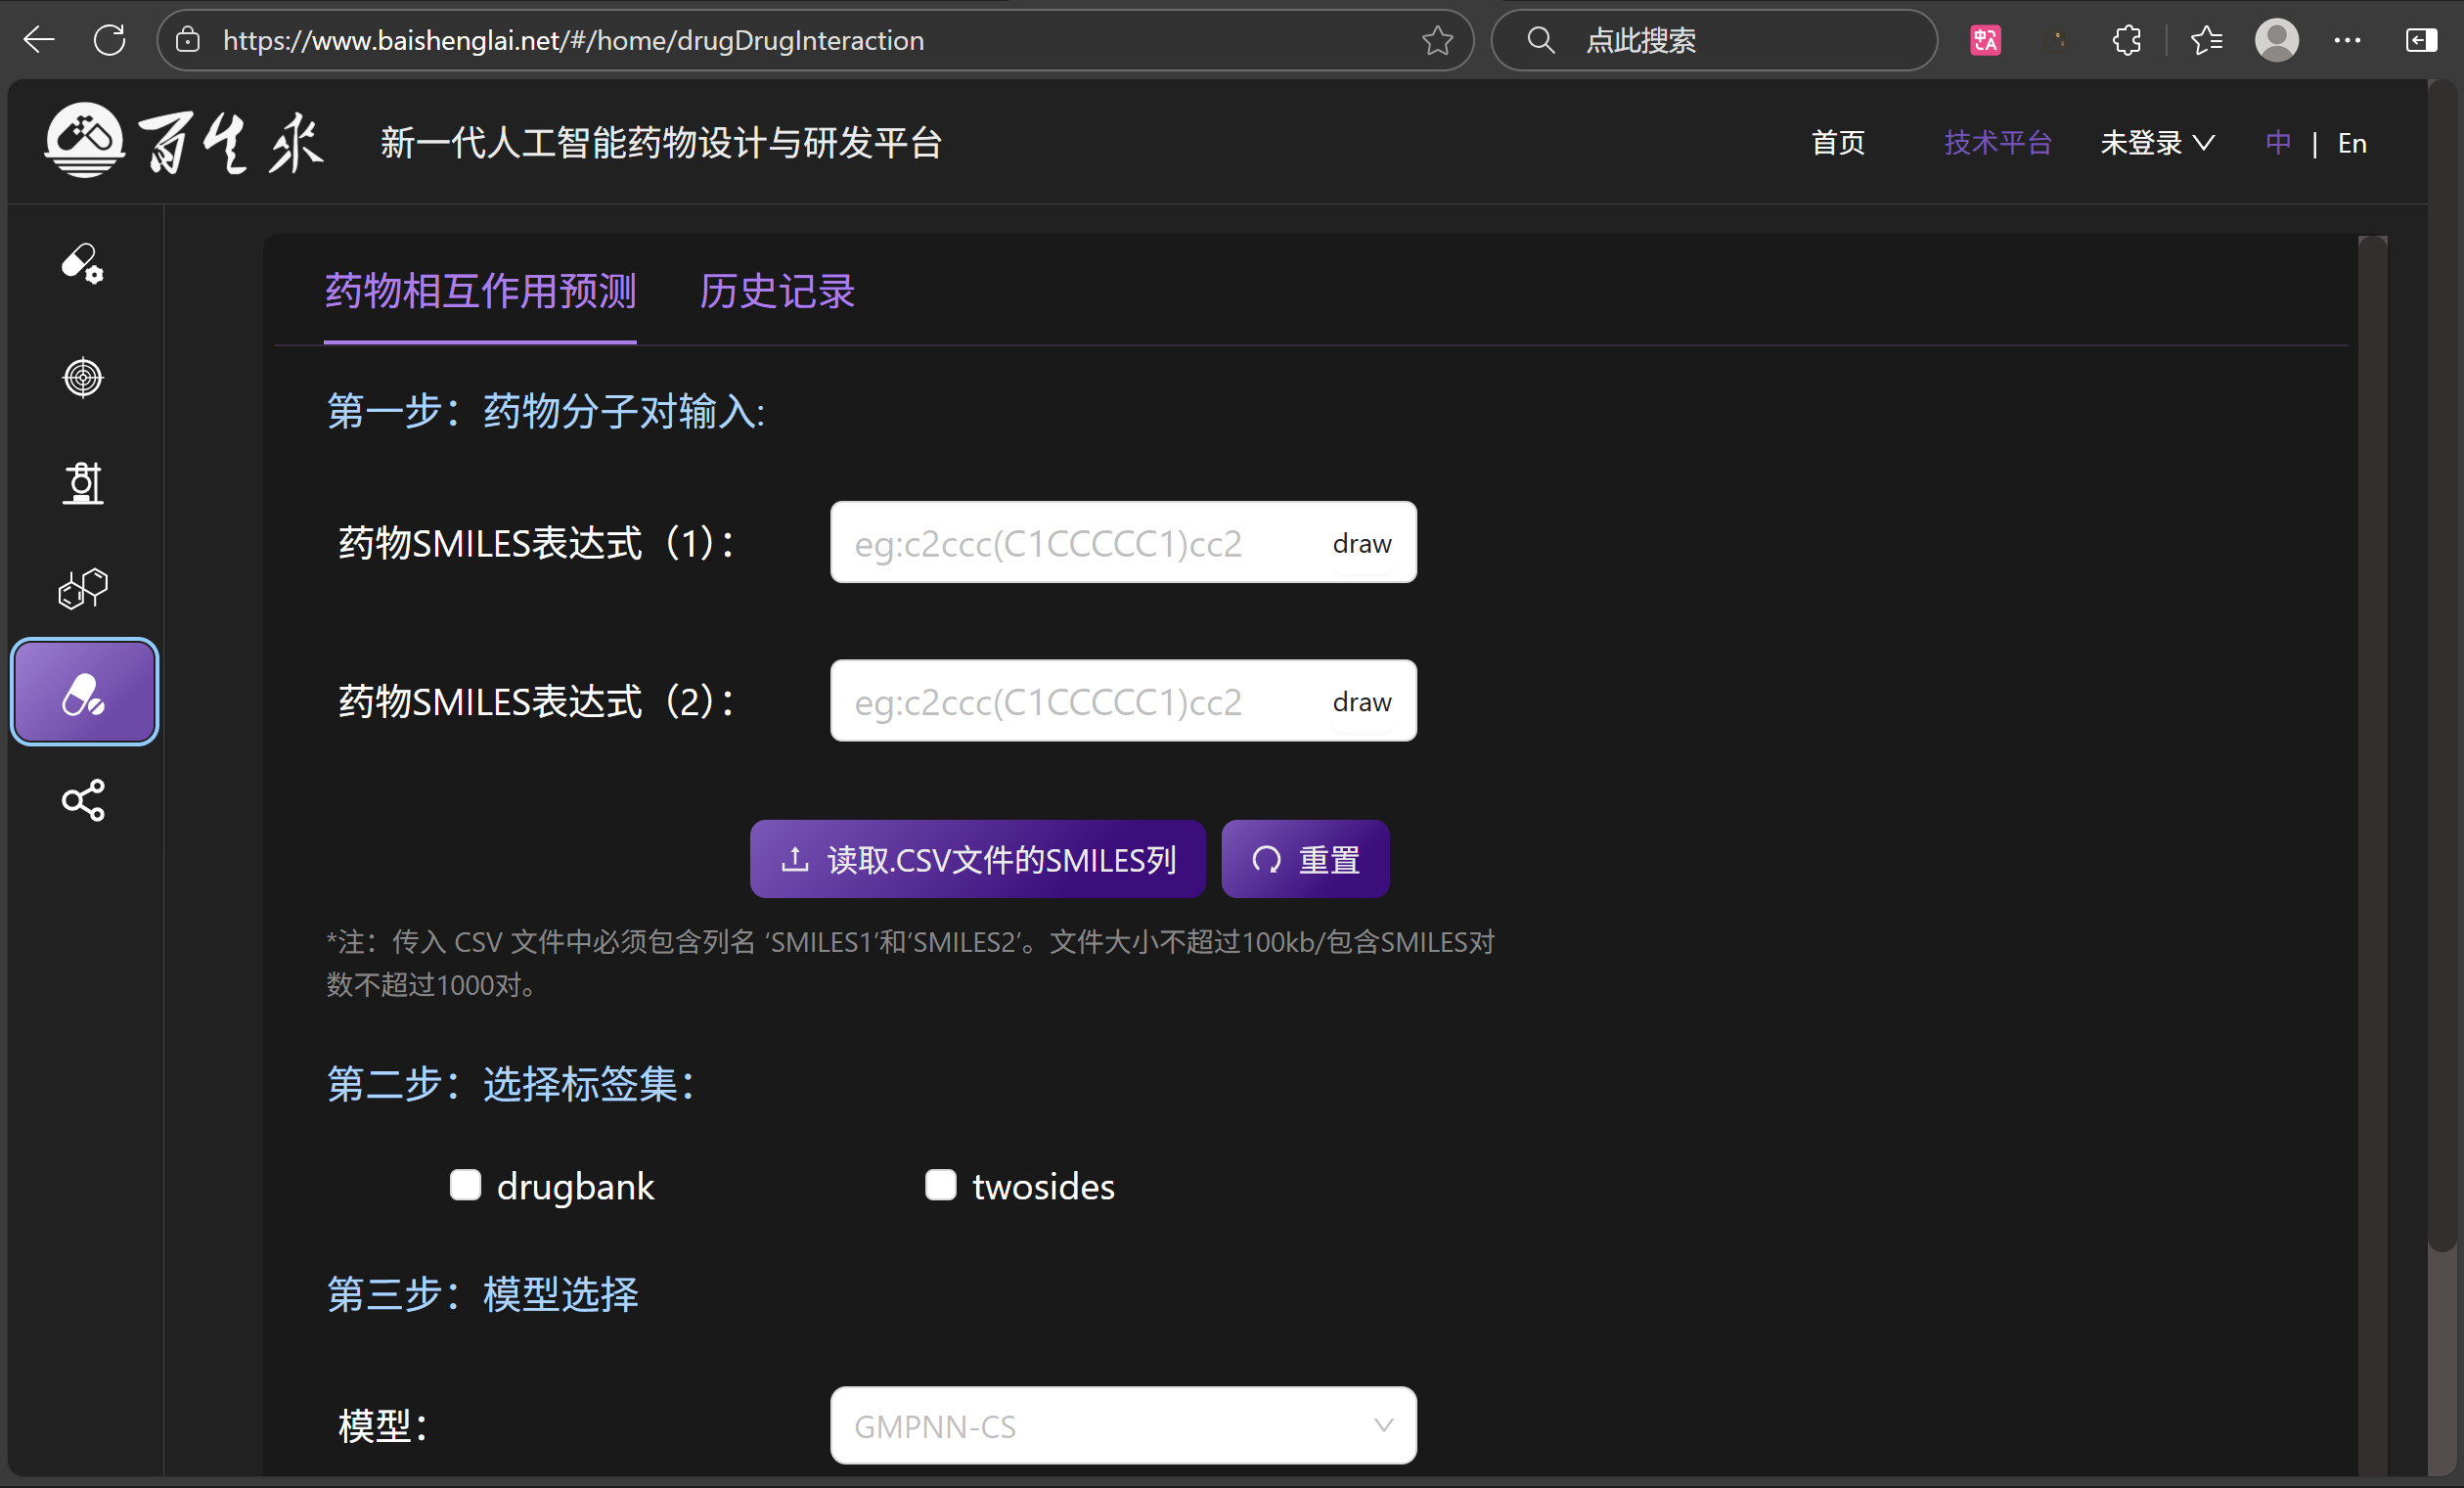 https://www.baishenglai.net/#/home/drugDrugInteraction
点此搜索
百生来
新一代人工智能药物设计与研发平台
首页
技术平台
未登录
中 | En
药物相互作用预测
历史记录
第一步：药物分子对输入:
药物SMILES表达式（1）：
eg:c2ccc(C1CCCCC1)cc2
draw
药物SMILES表达式（2）：
eg:c2ccc(C1CCCCC1)cc2
draw
读取.CSV文件的SMILES列
重置
*注：传入 CSV 文件中必须包含列名 ‘SMILES1’和‘SMILES2’。文件大小不超过100kb/包含SMILES对
数不超过1000对。
第二步：选择标签集：
drugbank
twosides
第三步：模型选择
模型：
GMPNN-CS